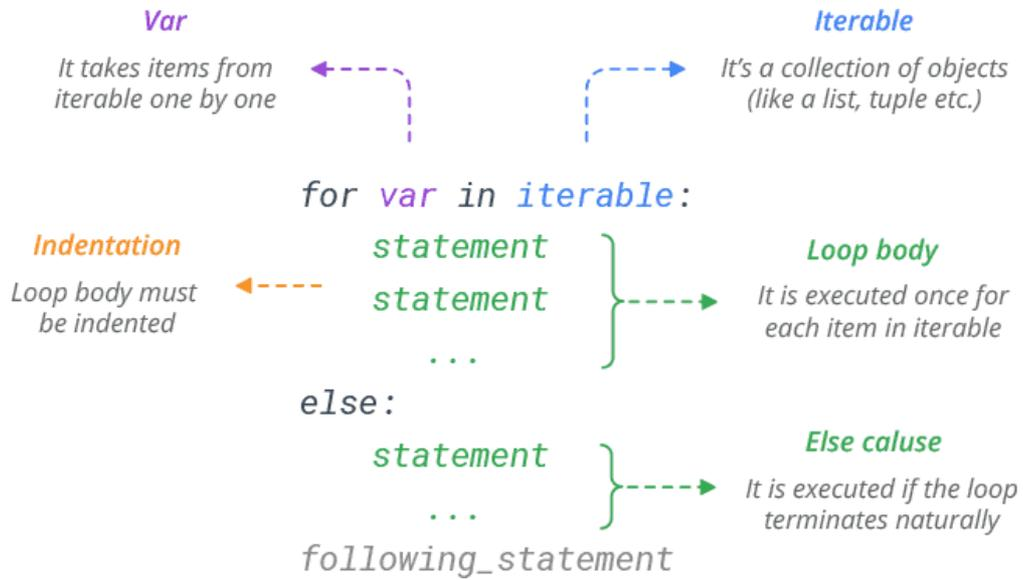 Var
It takes items from
iterable one by one
Iterable
It's a collection of objects
(like a list, tuple etc.)
for var in iterable:
statement
statement
...
Indentation
Loop body must
be indented
Loop body
It is executed once for
each item in iterable
else:
statement
...
Else caluse
It is executed if the loop
terminates naturally
following_statement